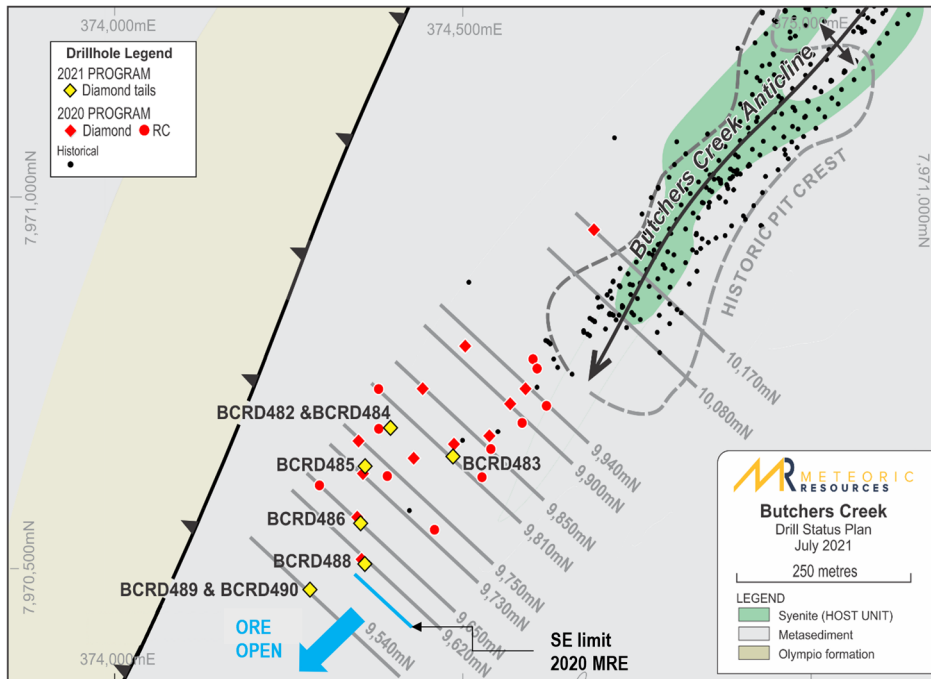 374,000mE
374,500mE
375,000mE
Drillhole Legend
2021 PROGRAM
Diamond tails
2020 PROGRAM
Diamond
RC
Historical
7,971,000mN
7,971,000mN
Butchers Creek Anticline
HISTORIC PIT CREST
10,170mN
10,080mN
9,940mN
9,900mN
9,850mN
9,810mN
9,750mN
9,730mN
9,650mN
9,620mN
9,540mN
BCRD482 &BCRD484
BCRD483
BCRD485
BCRD486
BCRD488
BCRD489 & BCRD490
7,970,500mN
ORE
OPEN
SE limit
2020 MRE
374,000mE
METEORIC
RESOURCES
Butchers Creek
Drill Status Plan
July 2021
250 metres
LEGEND
Syenite (HOST UNIT)
Metasediment
Olympio formation